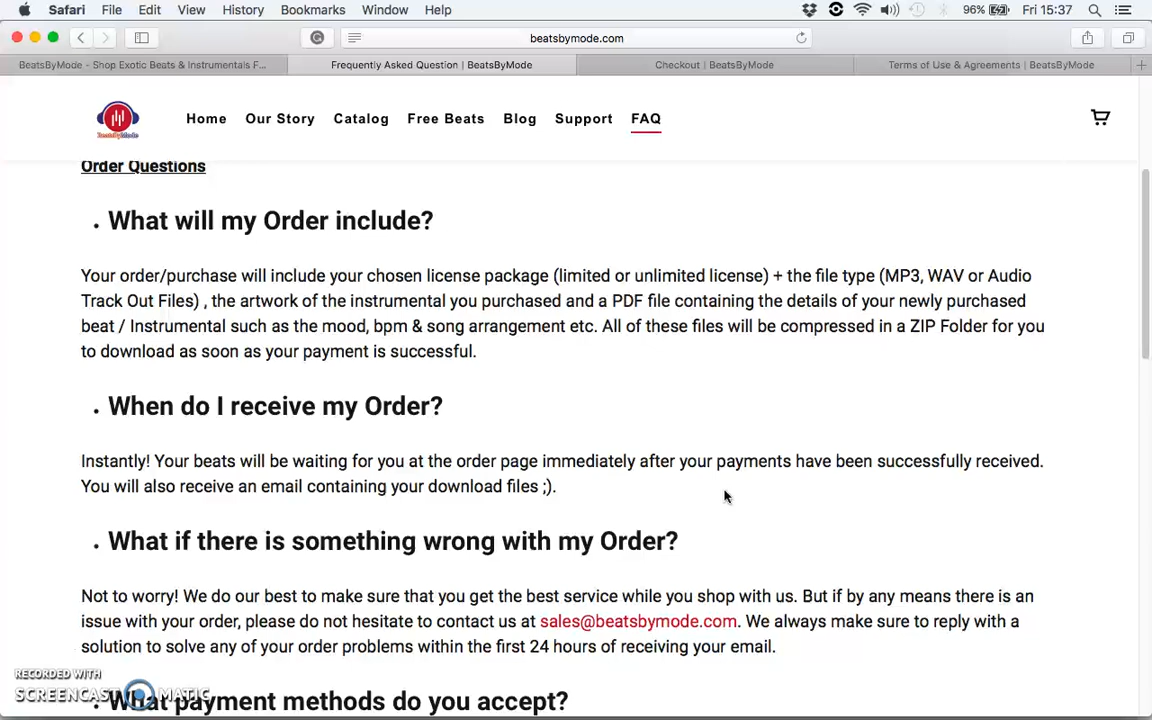 Safari File Edit View History Bookmarks Window Help 96% Fri 15:37
beatsbymode.com
BeatsByMode - Shop Exotic Beats & Instrumentals F... Frequently Asked Question | BeatsByMode Checkout | BeatsByMode Terms of Use & Agreements | BeatsByMode
BeatsByMode Home Our Story Catalog Free Beats Blog Support FAQ
Order Questions
• What will my Order include?
Your order/purchase will include your chosen license package (limited or unlimited license) + the file type (MP3, WAV or Audio
Track Out Files) , the artwork of the instrumental you purchased and a PDF file containing the details of your newly purchased
beat / Instrumental such as the mood, bpm & song arrangement etc. All of these files will be compressed in a ZIP Folder for you
to download as soon as your payment is successful.
• When do I receive my Order?
Instantly! Your beats will be waiting for you at the order page immediately after your payments have been successfully received.
You will also receive an email containing your download files ;).
• What if there is something wrong with my Order?
Not to worry! We do our best to make sure that you get the best service while you shop with us. But if by any means there is an
issue with your order, please do not hesitate to contact us at sales@beatsbymode.com. We always make sure to reply with a
solution to solve any of your order problems within the first 24 hours of receiving your email.
RECORDED WITH
SCREENCAST MATIC
• What payment methods do you accept?